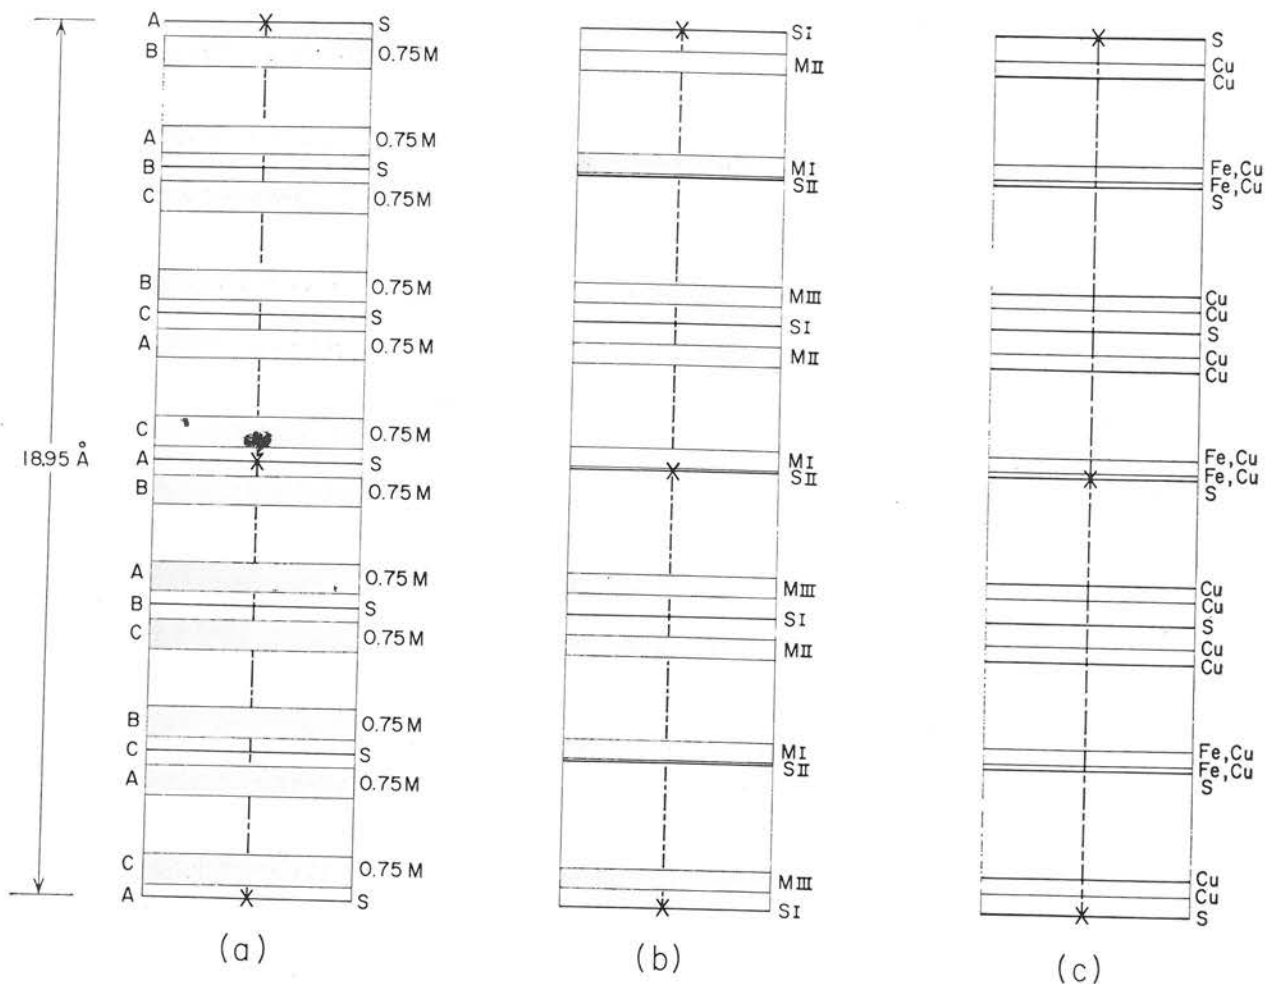 18.95 Å
A S
B 0.75 M
A 0.75 M
B S
C 0.75 M
B 0.75 M
C S
A 0.75 M
C 0.75 M
A S
B 0.75 M
A 0.75 M
B S
C 0.75 M
B 0.75 M
C S
A 0.75 M
C 0.75 M
A S
(a)
SI
MII
MI
SII
MIII
SI
MII
MI
SII
MIII
SI
MII
MI
SII
MIII
SI
(b)
S
Cu
Cu
Fe,Cu
Fe,Cu
S
Cu
Cu
S
Cu
Cu
Fe,Cu
Fe,Cu
S
Cu
Cu
S
Cu
Cu
Fe,Cu
Fe,Cu
S
Cu
Cu
S
(c)